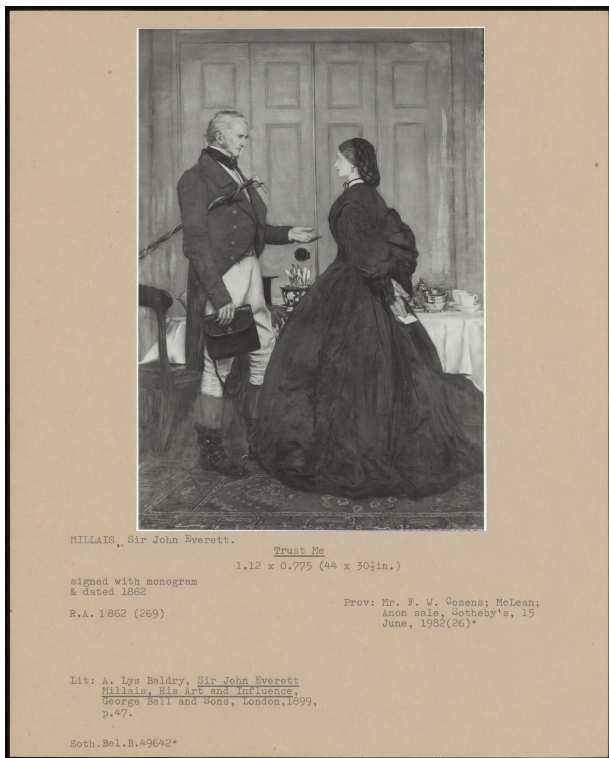 MILLAIS, Sir John Everett.
Trust Me
1.12 x 0.775 (44 x 30½in.)
signed with monogram
& dated 1862
R.A. 1862 (269)
Prov: Mr. F. W. Cosens; McLean;
Anon sale, Sotheby's, 15
June, 1982(26)*
Lit: A. Lys Baldry, Sir John Everett
Millais, His Art and Influence,
George Bell and Sons, London,1899,
p.47.
Soth.Bel.B.49642*